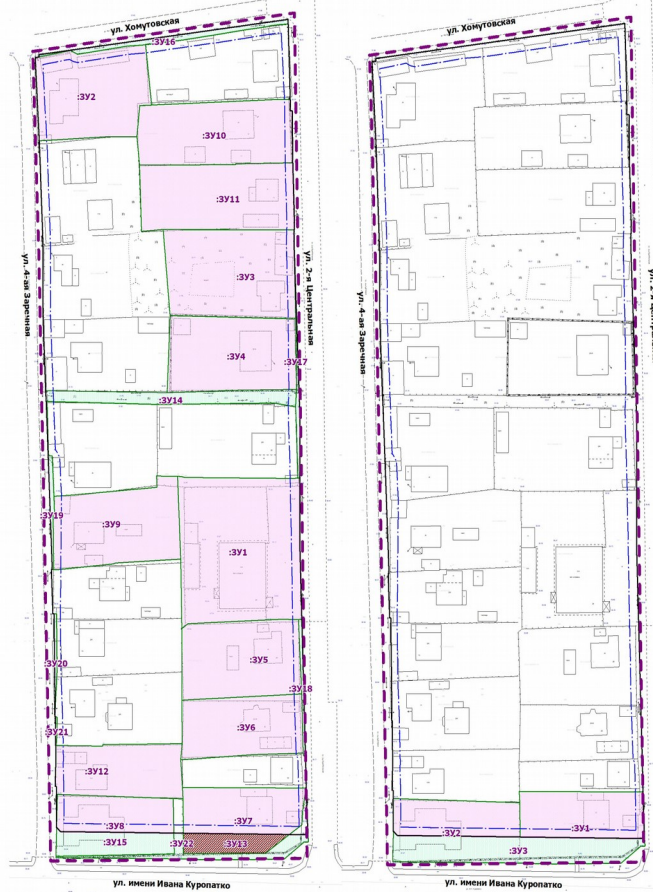 ул. Хомутовская
:ЗУ16
:ЗУ2
:ЗУ10
:ЗУ11
:ЗУ3
ул. 4-ая Заречная
ул. 2-я Центральная
:ЗУ4
:ЗУ17
:ЗУ14
:ЗУ19
:ЗУ9
:ЗУ1
:ЗУ20
:ЗУ5
:ЗУ18
:ЗУ21
:ЗУ6
:ЗУ12
:ЗУ8
:ЗУ7
:ЗУ15
:ЗУ22
:ЗУ13
ул. имени Ивана Куропатко
ул. Хомутовская
ул. 4-ая Заречная
:ЗУ2
:ЗУ1
:ЗУ3
ул. имени Ивана Куропатко